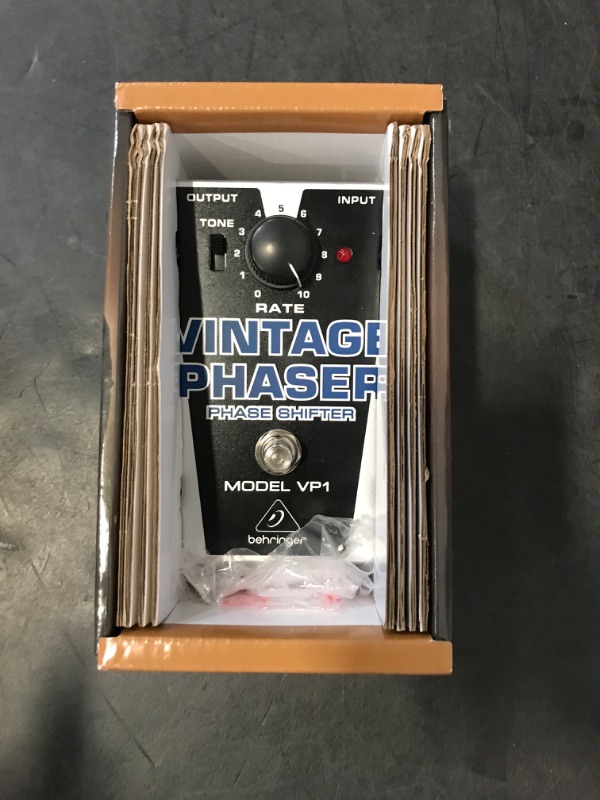 OUTPUT
INPUT
TONE
0
1
2
3
4
5
6
7
8
9
10
RATE
VINTAGE
PHASER
PHASE SHIFTER
MODEL VP1
behringer